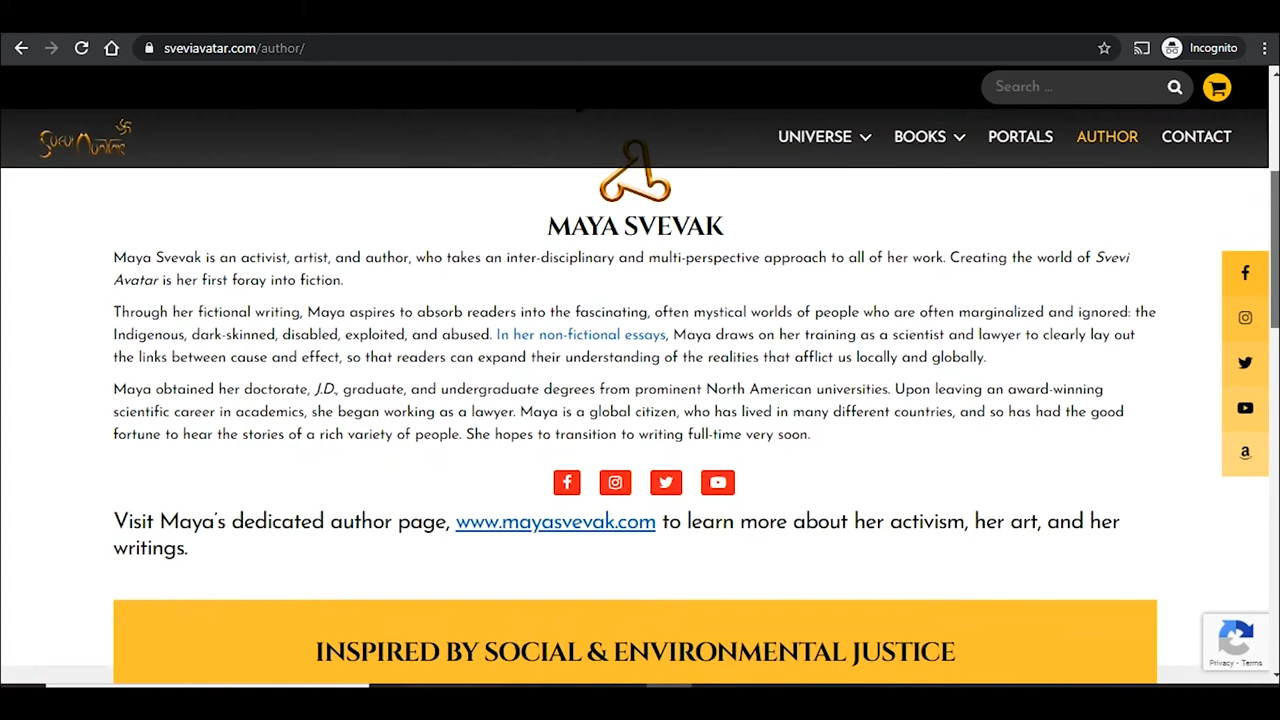 sveviavatar.com/author/
Incognito
Search ...
UNIVERSE BOOKS PORTALS AUTHOR CONTACT
MAYA SVEVAK
Maya Svevak is an activist, artist, and author, who takes an inter-disciplinary and multi-perspective approach to all of her work. Creating the world of Svevi
Avatar is her first foray into fiction.
Through her fictional writing, Maya aspires to absorb readers into the fascinating, often mystical worlds of people who are often marginalized and ignored: the
Indigenous, dark-skinned, disabled, exploited, and abused. In her non-fictional essays, Maya draws on her training as a scientist and lawyer to clearly lay out
the links between cause and effect, so that readers can expand their understanding of the realities that afflict us locally and globally.
Maya obtained her doctorate, J.D., graduate, and undergraduate degrees from prominent North American universities. Upon leaving an award-winning
scientific career in academics, she began working as a lawyer. Maya is a global citizen, who has lived in many different countries, and so has had the good
fortune to hear the stories of a rich variety of people. She hopes to transition to writing full-time very soon.
Visit Maya's dedicated author page, www.mayasvevak.com to learn more about her activism, her art, and her
writings.
INSPIRED BY SOCIAL & ENVIRONMENTAL JUSTICE
Privacy - Terms